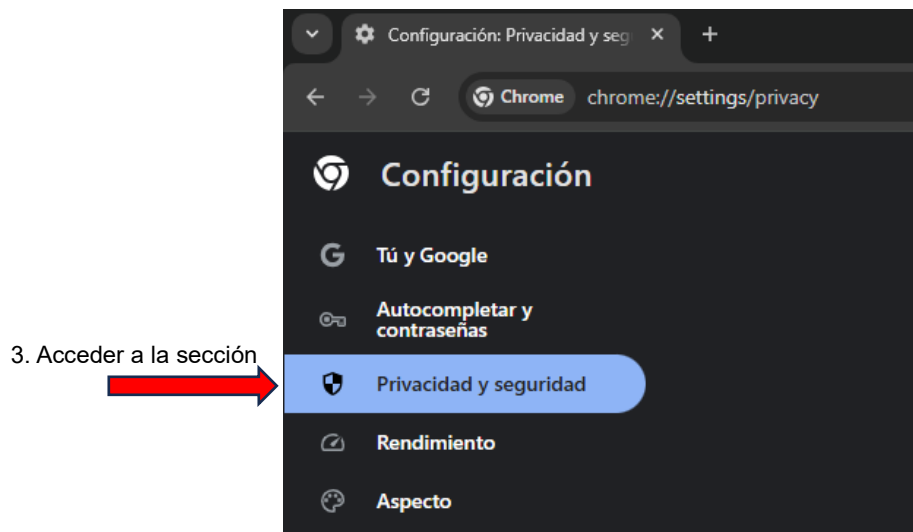 Configuración: Privacidad y seg
Chrome chrome://settings/privacy
Configuración
Tú y Google
Autocompletar y
contraseñas
3. Acceder a la sección
Privacidad y seguridad
Rendimiento
Aspecto